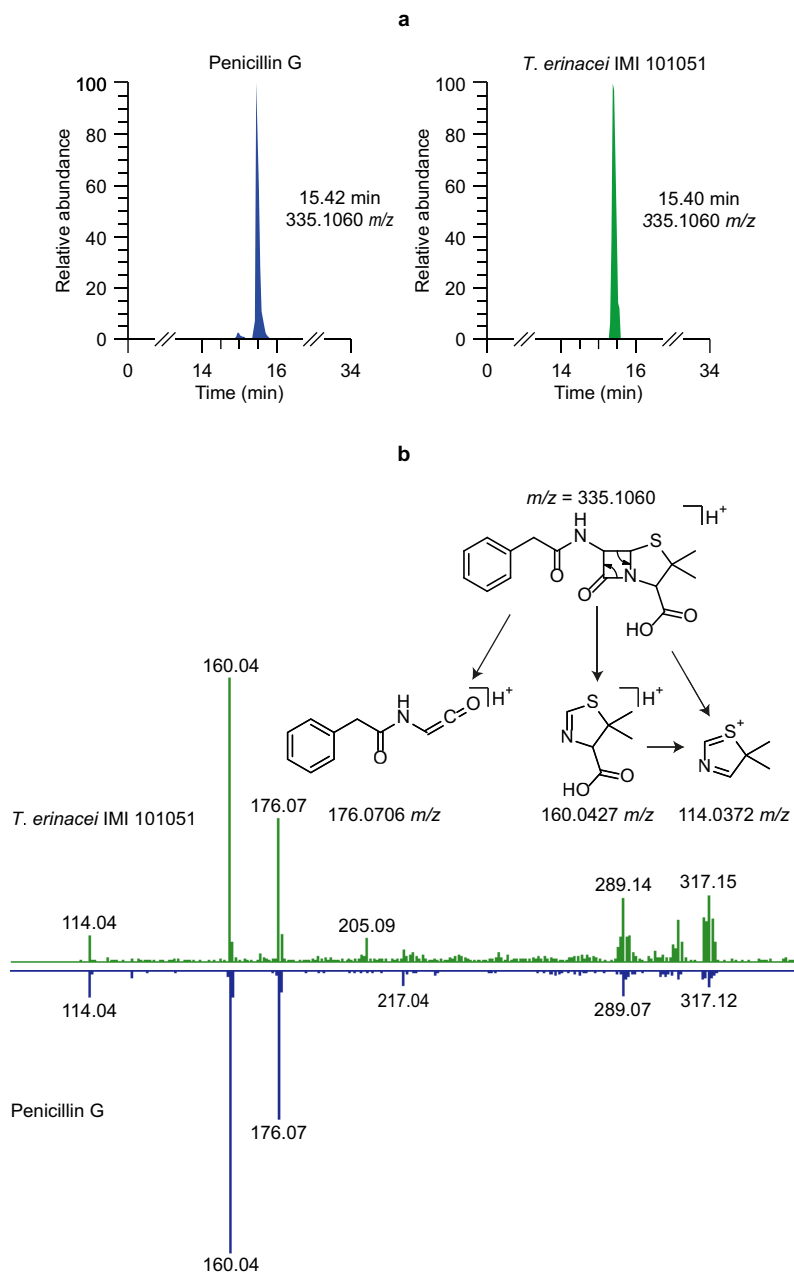 a
Penicillin G
T. erinacei IMI 101051
Relative abundance
100
80
60
40
20
0
15.42 min
335.1060 m/z
0
14
16
34
Time (min)
Relative abundance
100
80
60
40
20
0
15.40 min
335.1060 m/z
0
14
16
34
Time (min)
b
m/z = 335.1060
H+
H
N
S
O
O
N
HO
O
160.04
H
N
O
C
O
H+
S
N
HO
O
H+
S+
N
176.07
T. erinacei IMI 101051
176.0706 m/z
160.0427 m/z
114.0372 m/z
114.04
205.09
289.14
317.15
114.04
217.04
289.07
317.12
Penicillin G
176.07
160.04